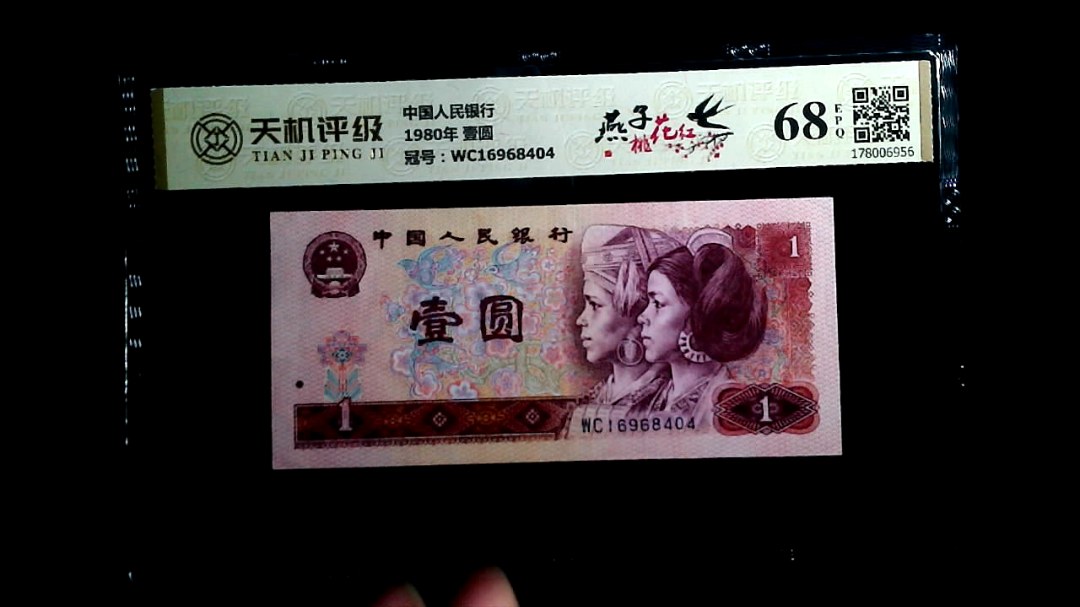 天机评级
TIAN JI PING JI
中国人民银行
1980年 壹圆
冠号：WC16968404
燕子
桃花红
68
EPQ
178006956
中国人民银行
1
壹圆
1
WC16968404
1